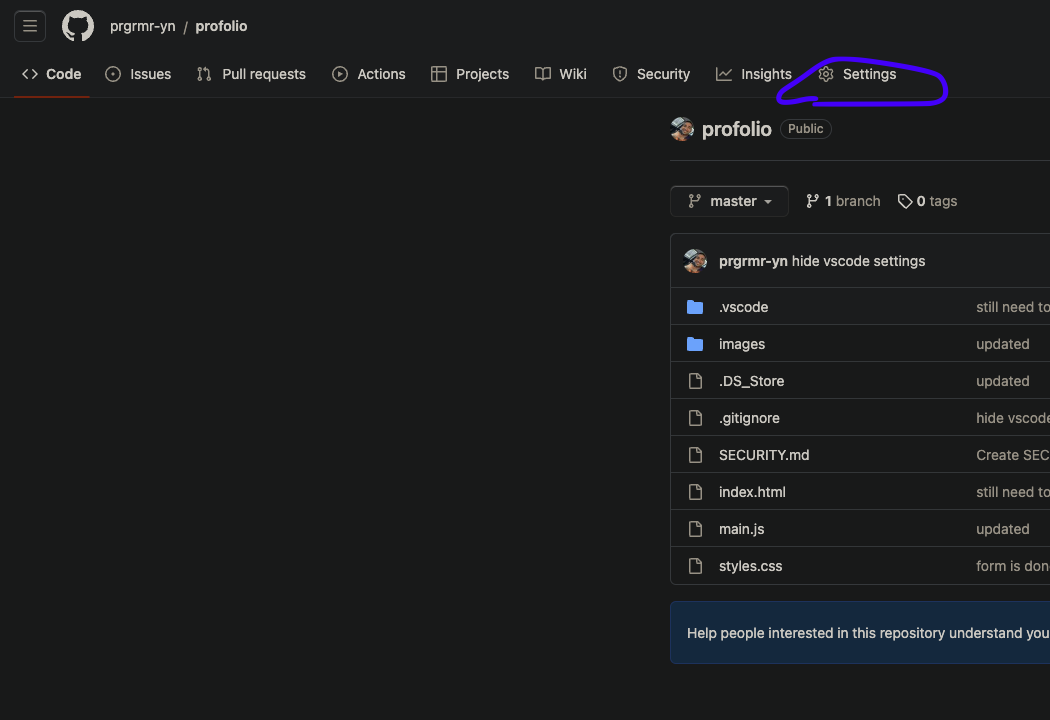 prgrmr-yn / profolio
Code Issues Pull requests Actions Projects Wiki Security Insights Settings
profolio Public
master 1 branch 0 tags
prgrmr-yn hide vscode settings
.vscode still need to
images updated
.DS_Store updated
.gitignore hide vscode
SECURITY.md Create SEC
index.html still need to
main.js updated
styles.css form is don
Help people interested in this repository understand you